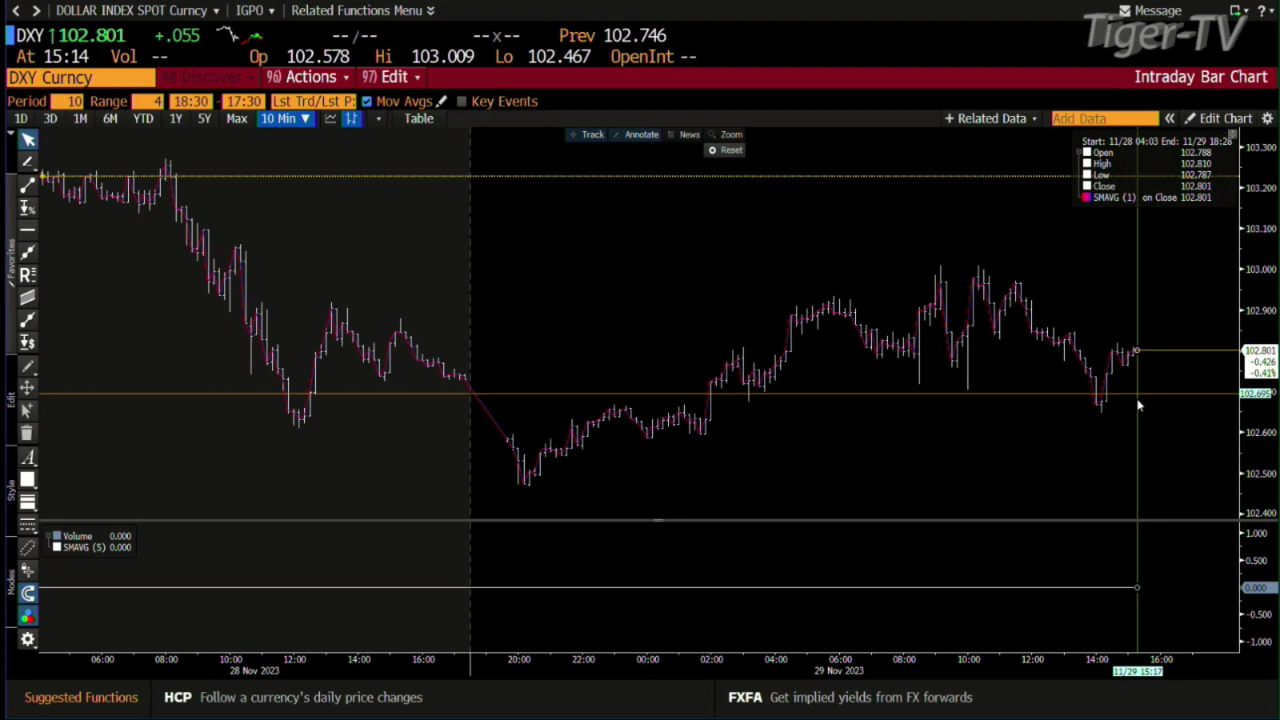 DOLLAR INDEX SPOT Curncy IGPO Related Functions Menu Message
Tiger-TV
DXY ↑102.801 +.055 -- /-- --x-- Prev 102.746
At 15:14 Vol -- Op 102.578 Hi 103.009 Lo 102.467 OpenInt --
DXY Curncy 94) Discover 96) Actions 97) Edit Intraday Bar Chart
Period 10 Range 4 18:30 - 17:30 Lst Trd/Lst P: Mov Avgs Key Events
1D 3D 1M 6M YTD 1Y 5Y Max 10 Min ▼ Table + Related Data Add Data « Edit Chart
Track Annotate News Zoom
Reset
Start: 11/28 04:03 End: 11/29 18:26
Open 102.788
High 102.810
Low 102.787
Close 102.801
SMAVG (1) on Close 102.801
103.300
103.200
103.100
103.000
102.900
102.801
-0.426
-0.41%
102.695
102.600
102.500
102.400
Favorites
Edit
Style
Modes
Volume 0.000
SMAVG (5) 0.000
1.000
0.500
0.000
-0.500
-1.000
06:00 08:00 10:00 12:00 14:00 16:00 20:00 22:00 00:00 02:00 04:00 06:00 08:00 10:00 12:00 14:00 16:00
28 Nov 2023 29 Nov 2023 11/29 15:17
Suggested Functions HCP Follow a currency's daily price changes FXFA Get implied yields from FX forwards